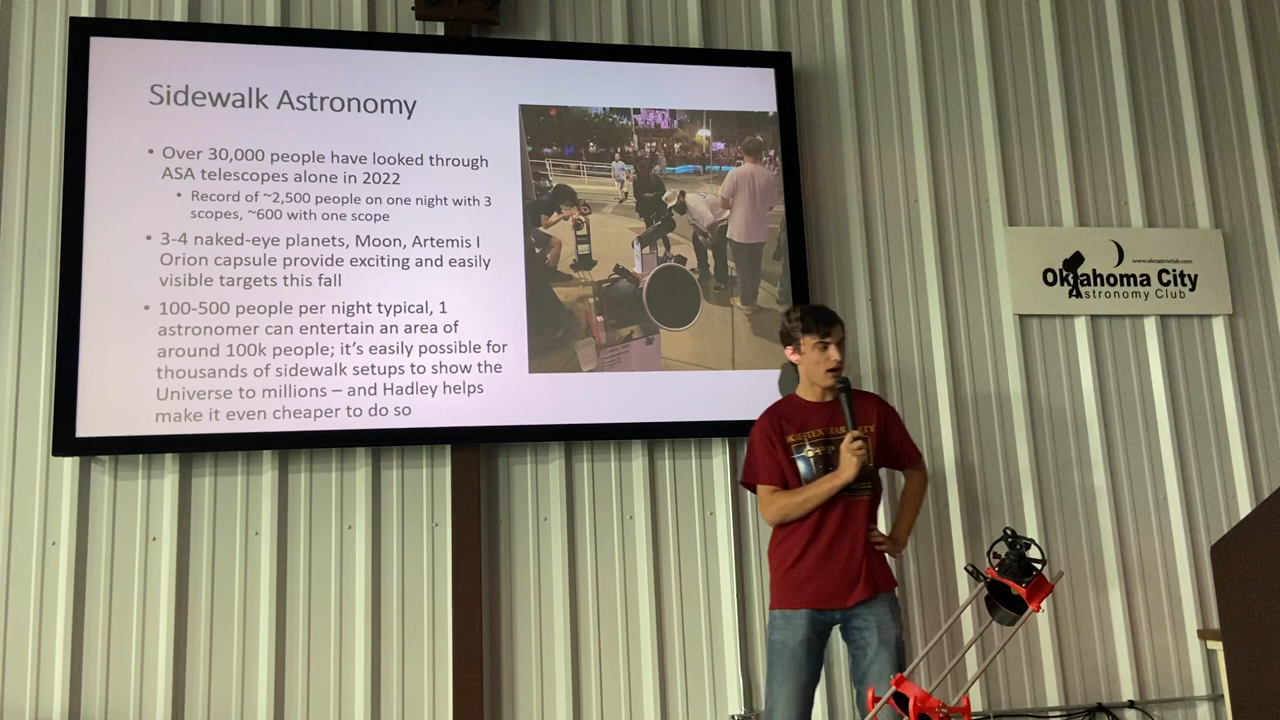 Sidewalk Astronomy
• Over 30,000 people have looked through
ASA telescopes alone in 2022
• Record of ~2,500 people on one night with 3
scopes, ~600 with one scope
• 3-4 naked-eye planets, Moon, Artemis I
Orion capsule provide exciting and easily
visible targets this fall
• 100-500 people per night typical, 1
astronomer can entertain an area of
around 100k people; it's easily possible for
thousands of sidewalk setups to show the
Universe to millions – and Hadley helps
make it even cheaper to do so
www.okcastroclub.com
Oklahoma City
Astronomy Club